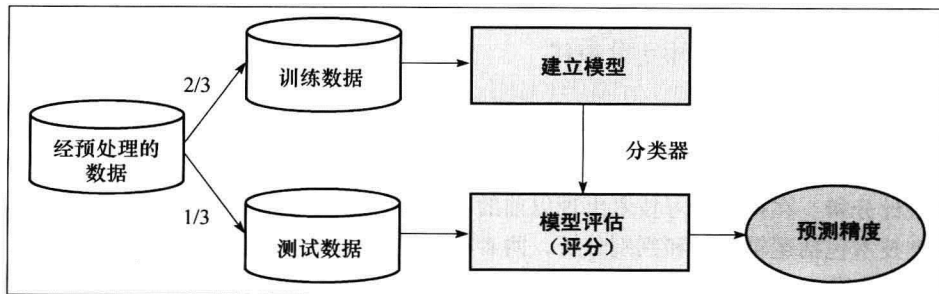 训练数据
建立模型
2/3
经预处理的
数据
分类器
1/3
测试数据
模型评估
（评分）
预测精度